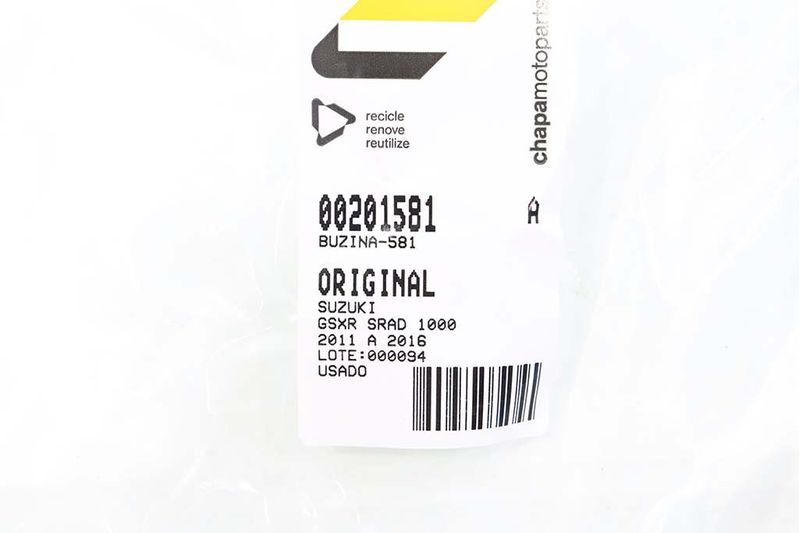 chapamotoparts
recicle
renove
reutilize
00201581
A
BUZINA-581
ORIGINAL
SUZUKI
GSXR SRAD 1000
2011 A 2016
LOTE:000094
USADO